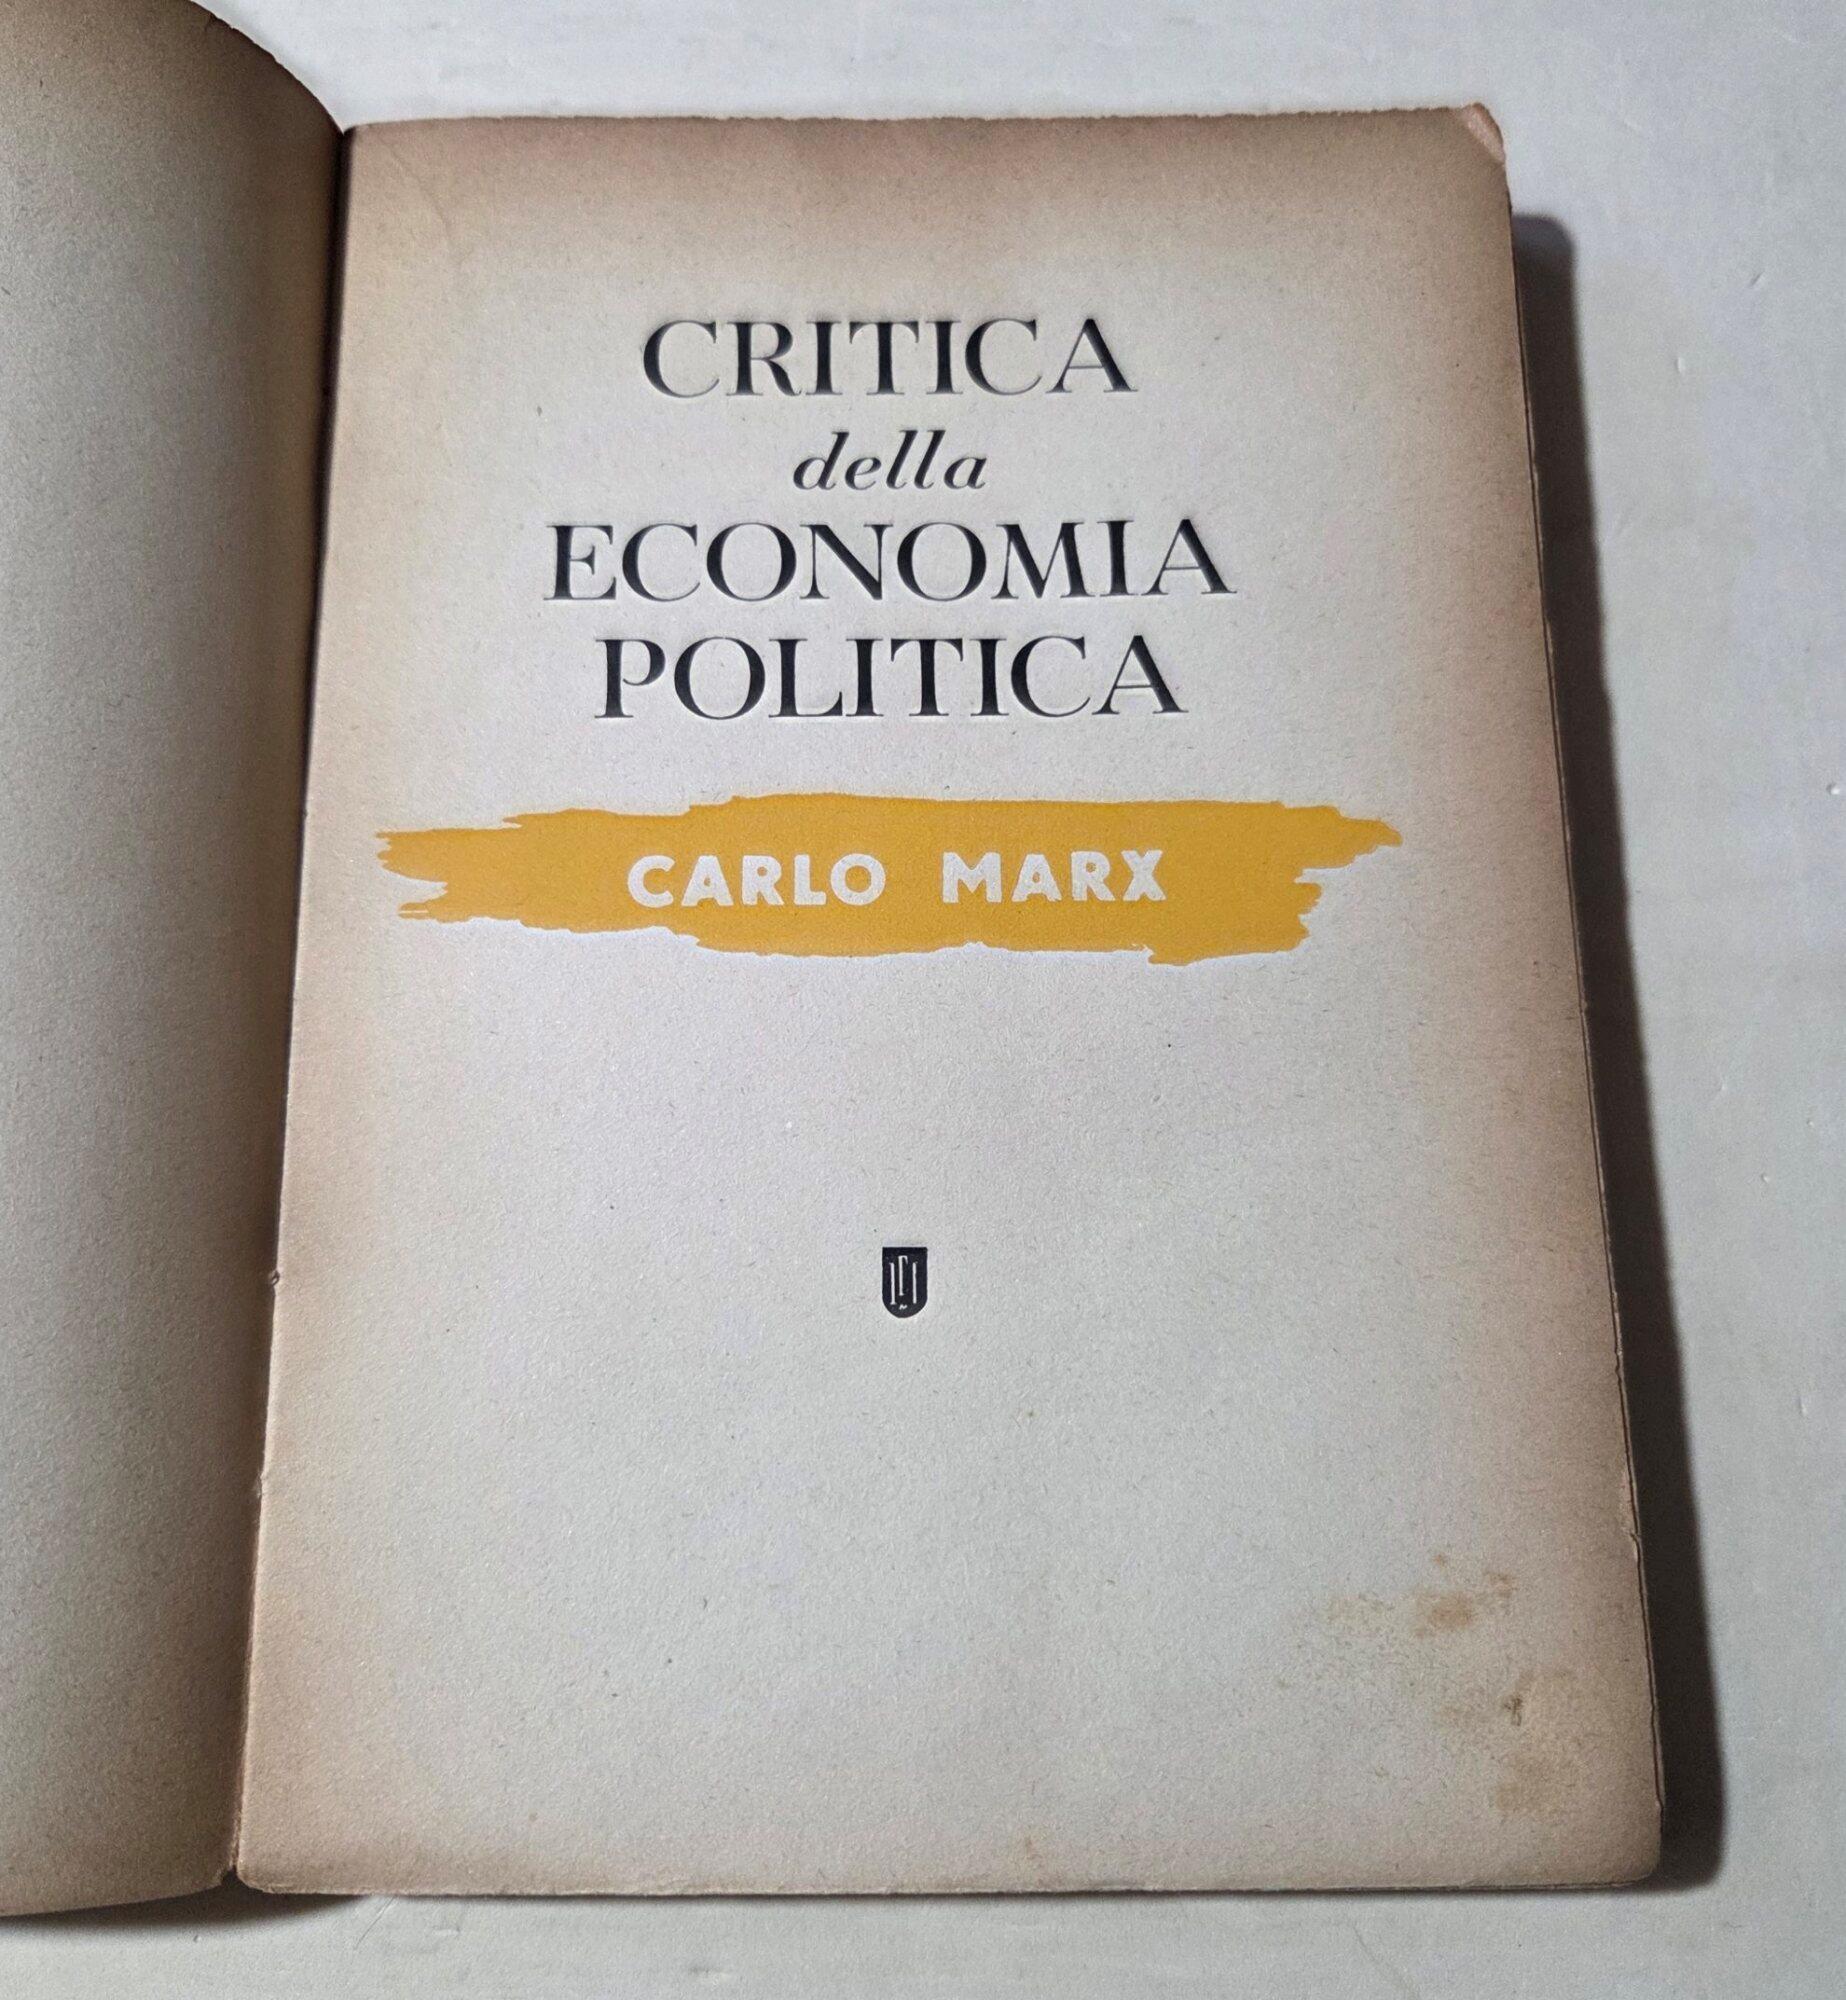 CRITICA
della
ECONOMIA
POLITICA
CARLO MARX